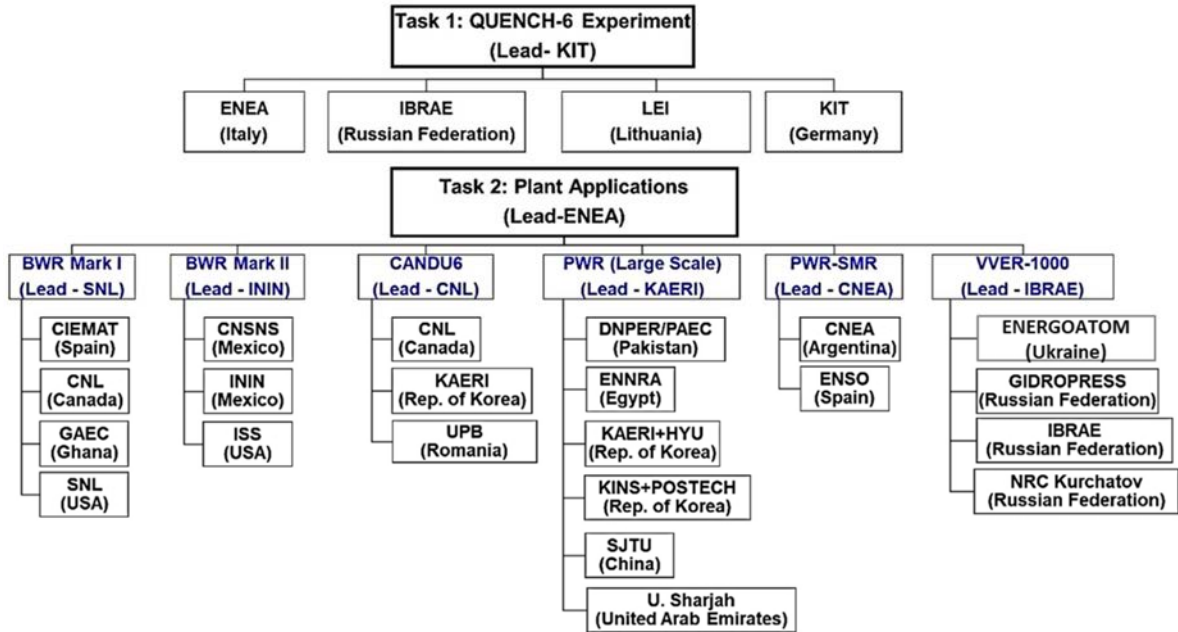 Task 1: QUENCH-6 Experiment
(Lead- KIT)
ENEA
(Italy)
IBRAE
(Russian Federation)
LEI
(Lithuania)
KIT
(Germany)
Task 2: Plant Applications
(Lead-ENEA)
BWR Mark I
(Lead - SNL)
CIEMAT
(Spain)
CNL
(Canada)
GAEC
(Ghana)
SNL
(USA)
BWR Mark II
(Lead - ININ)
CNSNS
(Mexico)
ININ
(Mexico)
ISS
(USA)
CANDU6
(Lead - CNL)
CNL
(Canada)
KAERI
(Rep. of Korea)
UPB
(Romania)
PWR (Large Scale)
(Lead - KAERI)
DNPER/PAEC
(Pakistan)
ENNRA
(Egypt)
KAERI+HYU
(Rep. of Korea)
KINS+POSTECH
(Rep. of Korea)
SJTU
(China)
U. Sharjah
(United Arab Emirates)
PWR-SMR
(Lead - CNEA)
CNEA
(Argentina)
ENSO
(Spain)
VVER-1000
(Lead - IBRAE)
ENERGOATOM
(Ukraine)
GIDROPRESS
(Russian Federation)
IBRAE
(Russian Federation)
NRC Kurchatov
(Russian Federation)